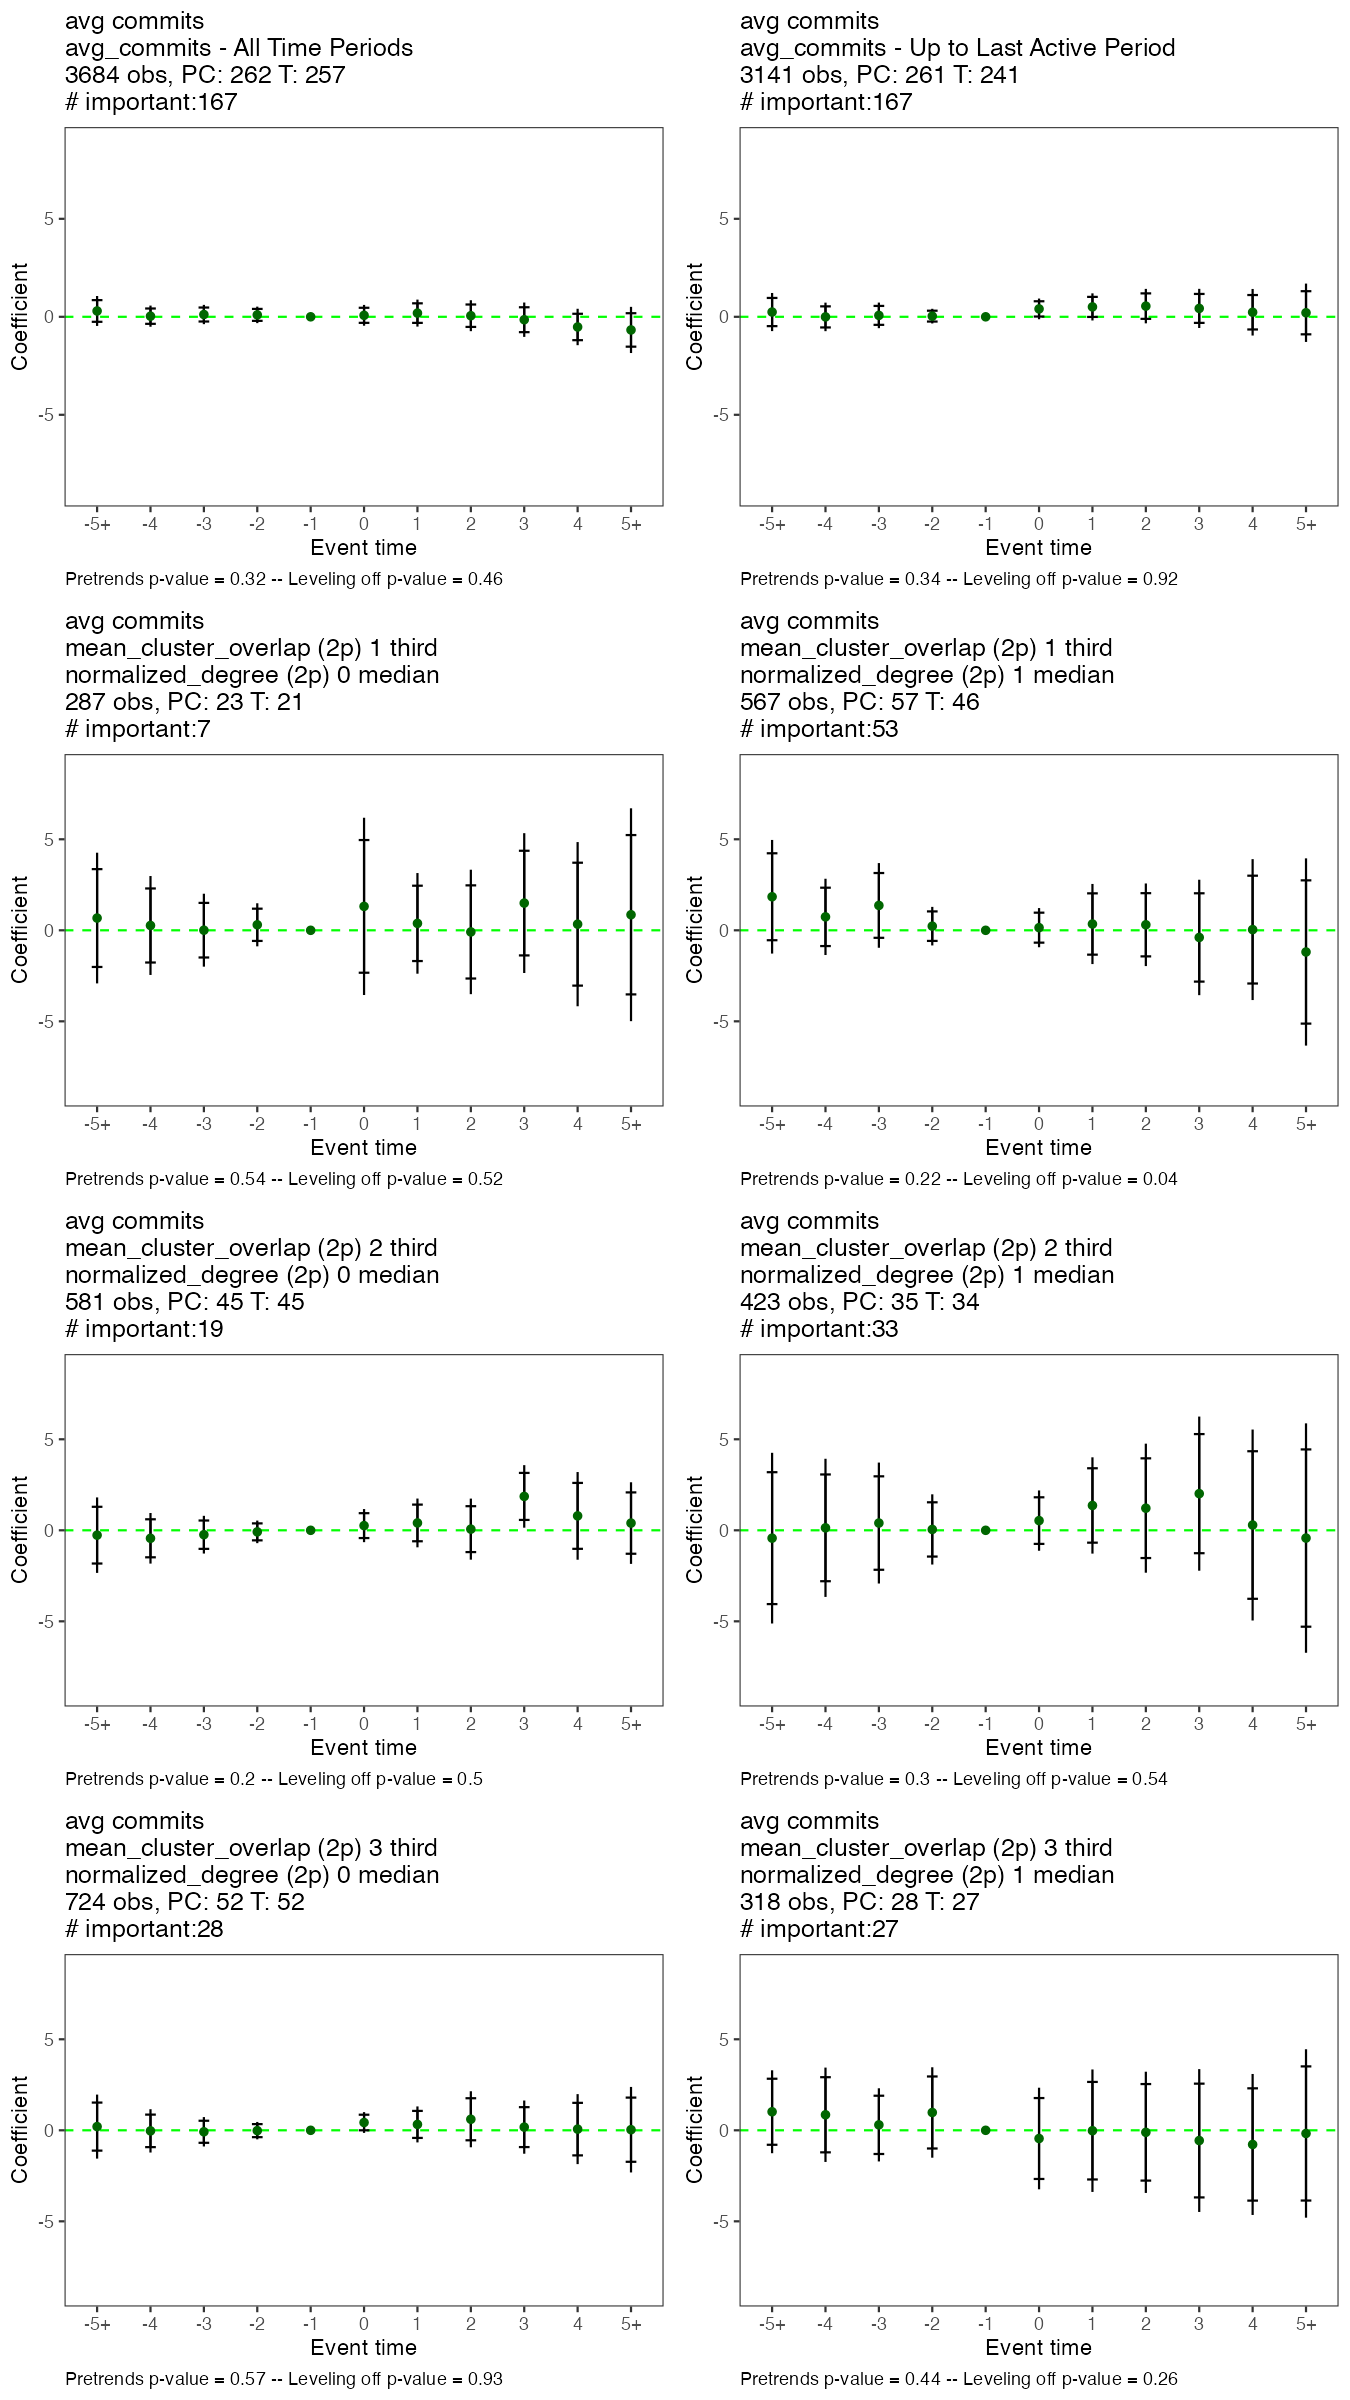 avg commits
avg_commits - All Time Periods
3684 obs, PC: 262 T: 257
# important:167
5
0
-5
Coefficient
-5+ -4 -3 -2 -1 0 1 2 3 4 5+
Event time
Pretrends p-value = 0.32 -- Leveling off p-value = 0.46
avg commits
avg_commits - Up to Last Active Period
3141 obs, PC: 261 T: 241
# important:167
5
0
-5
Coefficient
-5+ -4 -3 -2 -1 0 1 2 3 4 5+
Event time
Pretrends p-value = 0.34 -- Leveling off p-value = 0.92
avg commits
mean_cluster_overlap (2p) 1 third
normalized_degree (2p) 0 median
287 obs, PC: 23 T: 21
# important:7
5
0
-5
Coefficient
-5+ -4 -3 -2 -1 0 1 2 3 4 5+
Event time
Pretrends p-value = 0.54 -- Leveling off p-value = 0.52
avg commits
mean_cluster_overlap (2p) 1 third
normalized_degree (2p) 1 median
567 obs, PC: 57 T: 46
# important:53
5
0
-5
Coefficient
-5+ -4 -3 -2 -1 0 1 2 3 4 5+
Event time
Pretrends p-value = 0.22 -- Leveling off p-value = 0.04
avg commits
mean_cluster_overlap (2p) 2 third
normalized_degree (2p) 0 median
581 obs, PC: 45 T: 45
# important:19
5
0
-5
Coefficient
-5+ -4 -3 -2 -1 0 1 2 3 4 5+
Event time
Pretrends p-value = 0.2 -- Leveling off p-value = 0.5
avg commits
mean_cluster_overlap (2p) 2 third
normalized_degree (2p) 1 median
423 obs, PC: 35 T: 34
# important:33
5
0
-5
Coefficient
-5+ -4 -3 -2 -1 0 1 2 3 4 5+
Event time
Pretrends p-value = 0.3 -- Leveling off p-value = 0.54
avg commits
mean_cluster_overlap (2p) 3 third
normalized_degree (2p) 0 median
724 obs, PC: 52 T: 52
# important:28
5
0
-5
Coefficient
-5+ -4 -3 -2 -1 0 1 2 3 4 5+
Event time
Pretrends p-value = 0.57 -- Leveling off p-value = 0.93
avg commits
mean_cluster_overlap (2p) 3 third
normalized_degree (2p) 1 median
318 obs, PC: 28 T: 27
# important:27
5
0
-5
Coefficient
-5+ -4 -3 -2 -1 0 1 2 3 4 5+
Event time
Pretrends p-value = 0.44 -- Leveling off p-value = 0.26